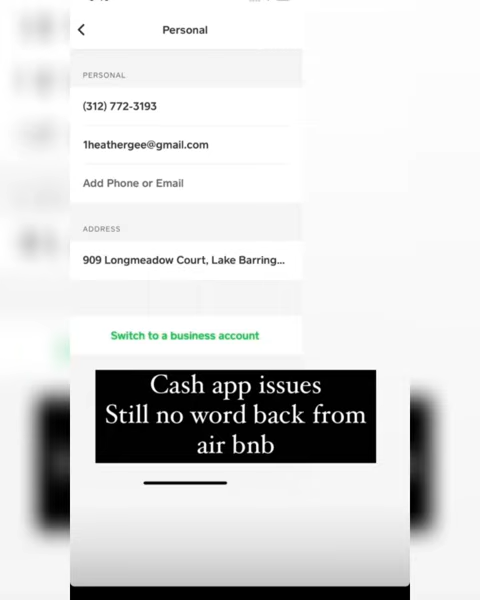 Personal
PERSONAL
(312) 772-3193
1heathergee@gmail.com
Add Phone or Email
ADDRESS
909 Longmeadow Court, Lake Barring...
Switch to a business account
Cash app issues
Still no word back from
air bnb